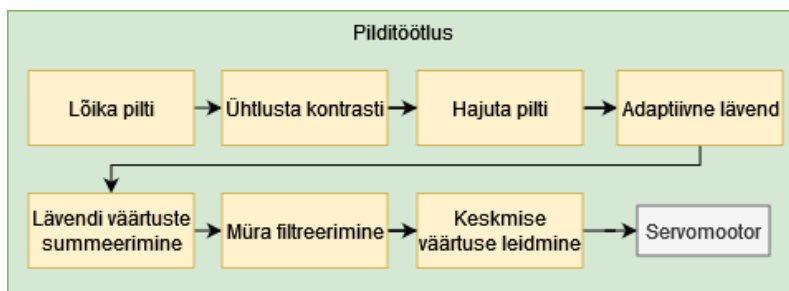 Pilditöötlus
Lõika pilti
Ühtlusta kontrasti
Hajuta pilti
Adaptiivne lävend
Lävendi väärtuste
summeerimine
Müra filtreerimine
Keskmise
väärtuse leidmine
Servomootor